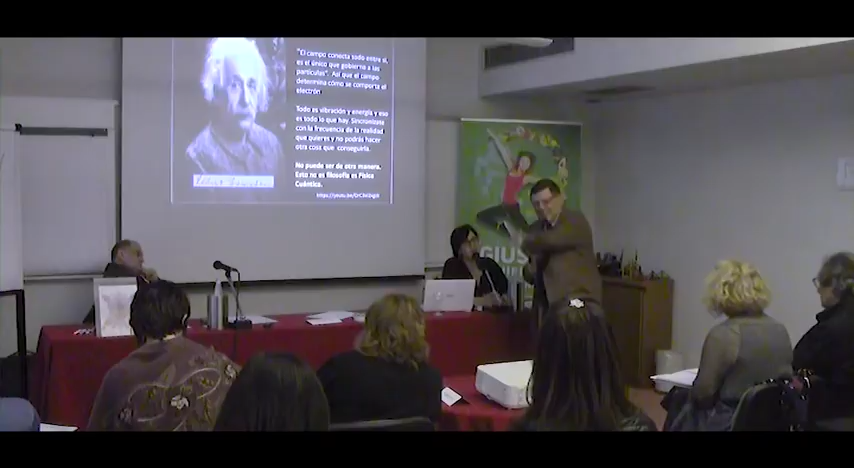 "El campo conecta todo entre si,
es el único que gobierna a las
partículas". Así que el campo
determina cómo se comporta el
electrón
Todo es vibración y energía y eso
es todo lo que hay. Sincronízate
con la frecuencia de la realidad
que quieres y no podrás hacer
otra cosa que conseguirla.
No puede ser de otra manera.
Esto no es filosofía es Física
Cuántica.
GIUS